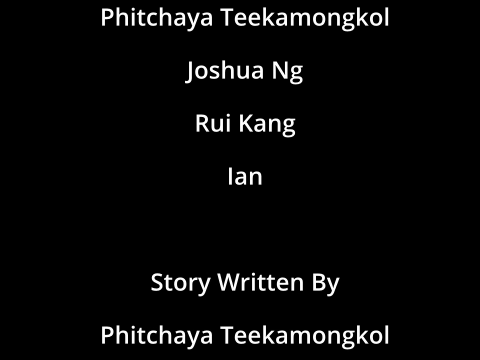 Phitchaya Teekamongkol
Joshua Ng
Rui Kang
Ian
Story Written By
Phitchaya Teekamongkol